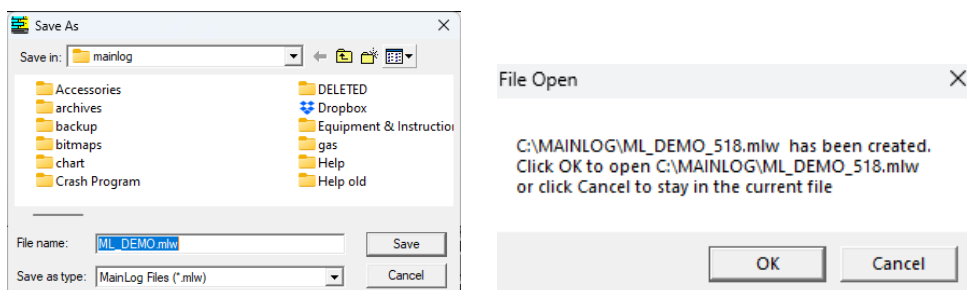 Save As
Save in:
mainlog
Accessories
archives
backup
bitmaps
chart
Crash Program
DELETED
Dropbox
Equipment & Instruction
gas
Help
Help old
File name:
ML_DEMO.mlw
Save
Save as type:
MainLog Files (*.mlw)
Cancel
File Open
C:\MAINLOG\ML_DEMO_518.mlw has been created.
Click OK to open C:\MAINLOG\ML_DEMO_518.mlw
or click Cancel to stay in the current file
OK
Cancel